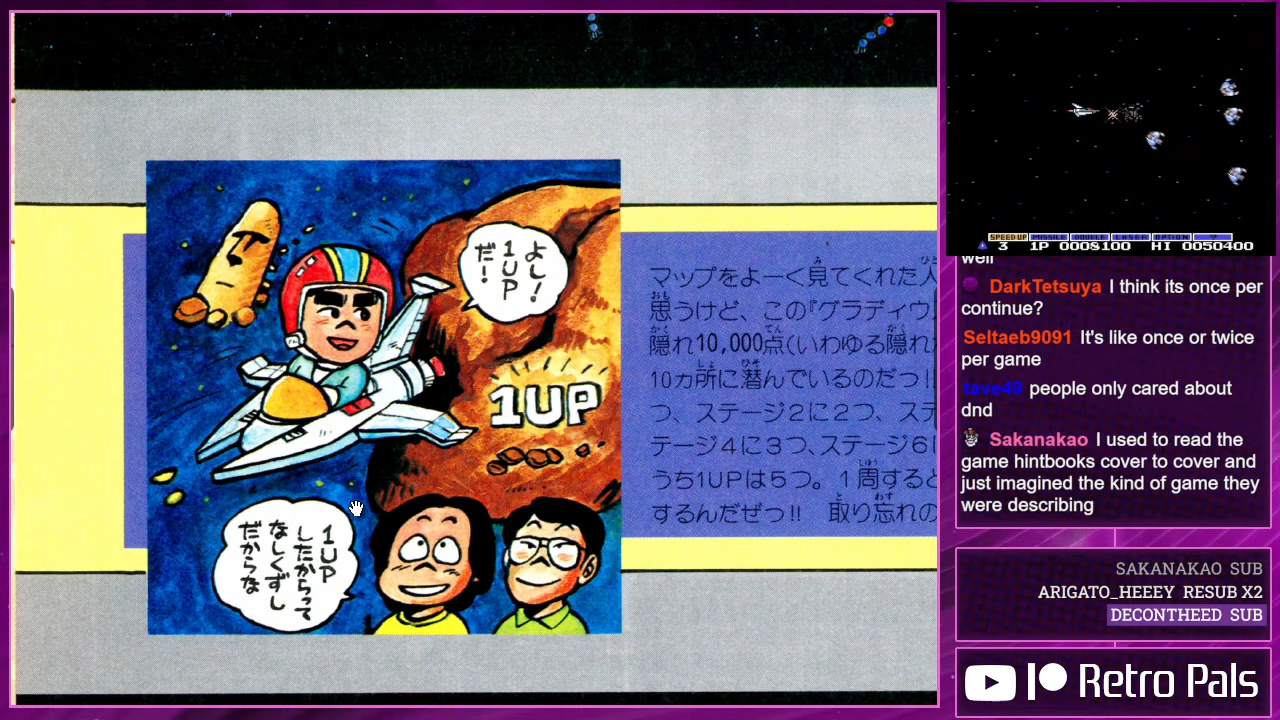 よし！
1UP
だ！
1UP
1UP
したからって
なしくずし
だからな
マップをよーく見てくれた人
思うけど、この『グラディウ
隠れ10,000点(いわゆる隠れ
10ヵ所に潜んでいるのだっ!!
つ、ステージ2に2つ、ステ
テージ4に3つ、ステージ6に
うち1UPは5つ。1周すると
するんだぜっ!! 取り忘れの
SPEED UP MISSILE DOUBLE LASER OPTION ?
3 1P 0008100 HI 0050400
well
DarkTetsuya I think its once per
continue?
Seltaeb9091 It's like once or twice
per game
tave49 people only cared about
dnd
Sakanakao I used to read the
game hintbooks cover to cover and
just imagined the kind of game they
were describing
SAKANAKAO SUB
ARIGATO_HEEEY RESUB X2
DECONTHEED SUB
Retro Pals